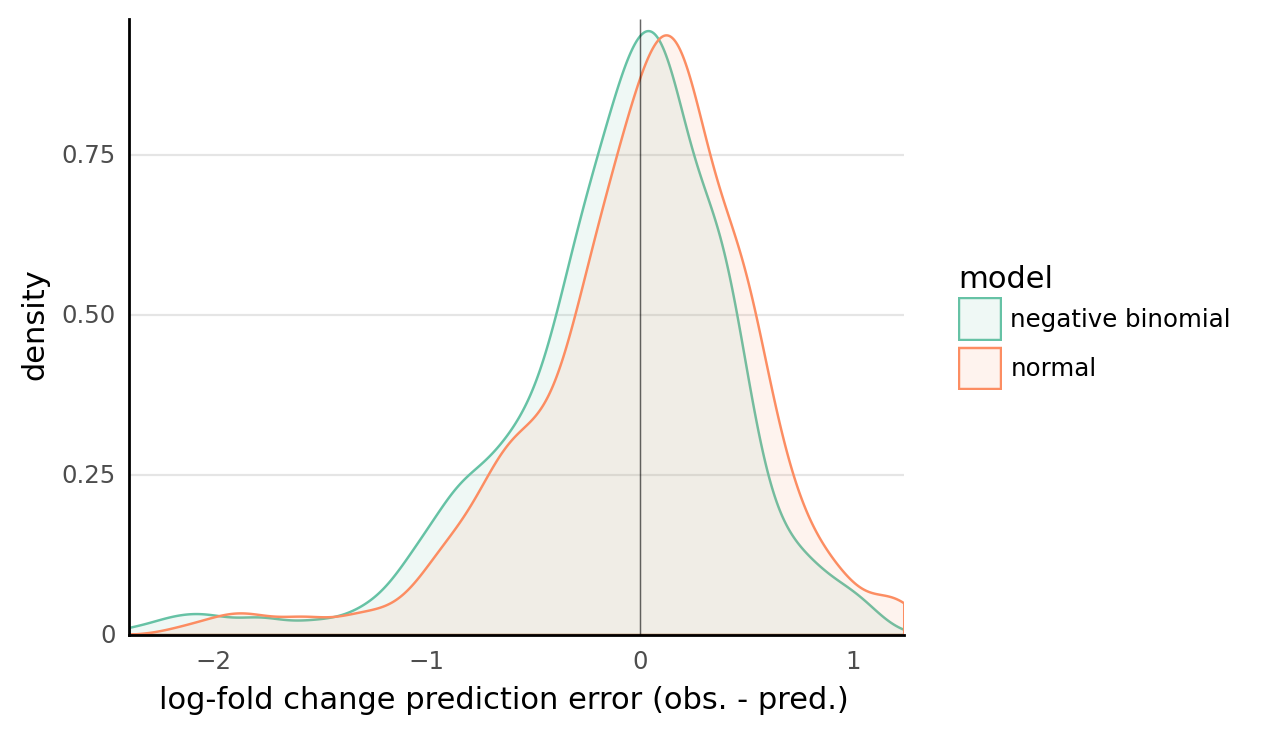 density
0.75
0.50
0.25
0
−2
−1
0
1
log-fold change prediction error (obs. - pred.)
model
negative binomial
normal